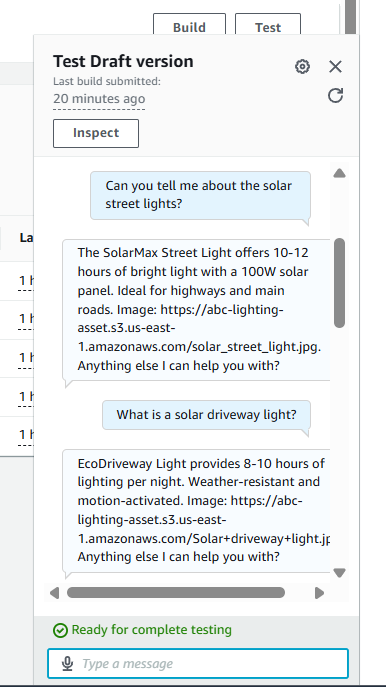 Build Test
Test Draft version
Last build submitted:
20 minutes ago
Inspect
Can you tell me about the solar
street lights?
La
The SolarMax Street Light offers 10-12
hours of bright light with a 100W solar
panel. Ideal for highways and main
roads. Image: https://abc-lighting-
asset.s3.us-east-
1.amazonaws.com/solar_street_light.jpg.
Anything else I can help you with?
1 h
1 h
1 h
1 h
1 h
What is a solar driveway light?
EcoDriveway Light provides 8-10 hours of
lighting per night. Weather-resistant and
motion-activated. Image: https://abc-
lighting-asset.s3.us-east-
1.amazonaws.com/Solar+driveway+light.jp
Anything else I can help you with?
Ready for complete testing
Type a message